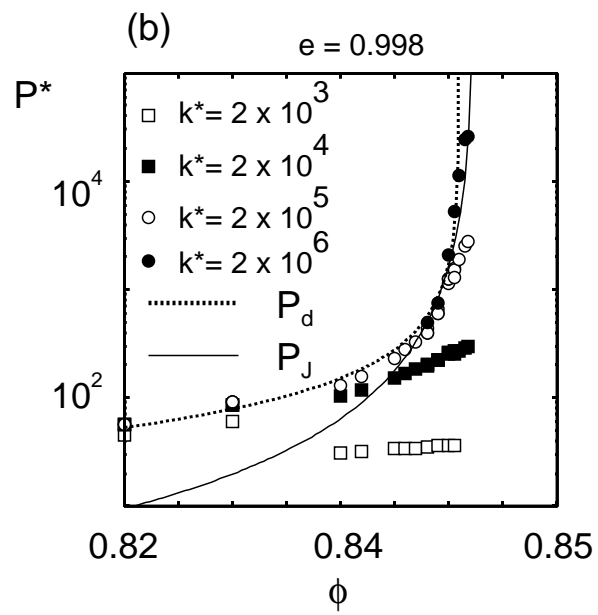 (b)
e = 0.998
P*
k*= 2 x 10^3
k*= 2 x 10^4
k*= 2 x 10^5
k*= 2 x 10^6
P_d
P_J
10^4
10^2
0.82 0.84 0.85
ϕ